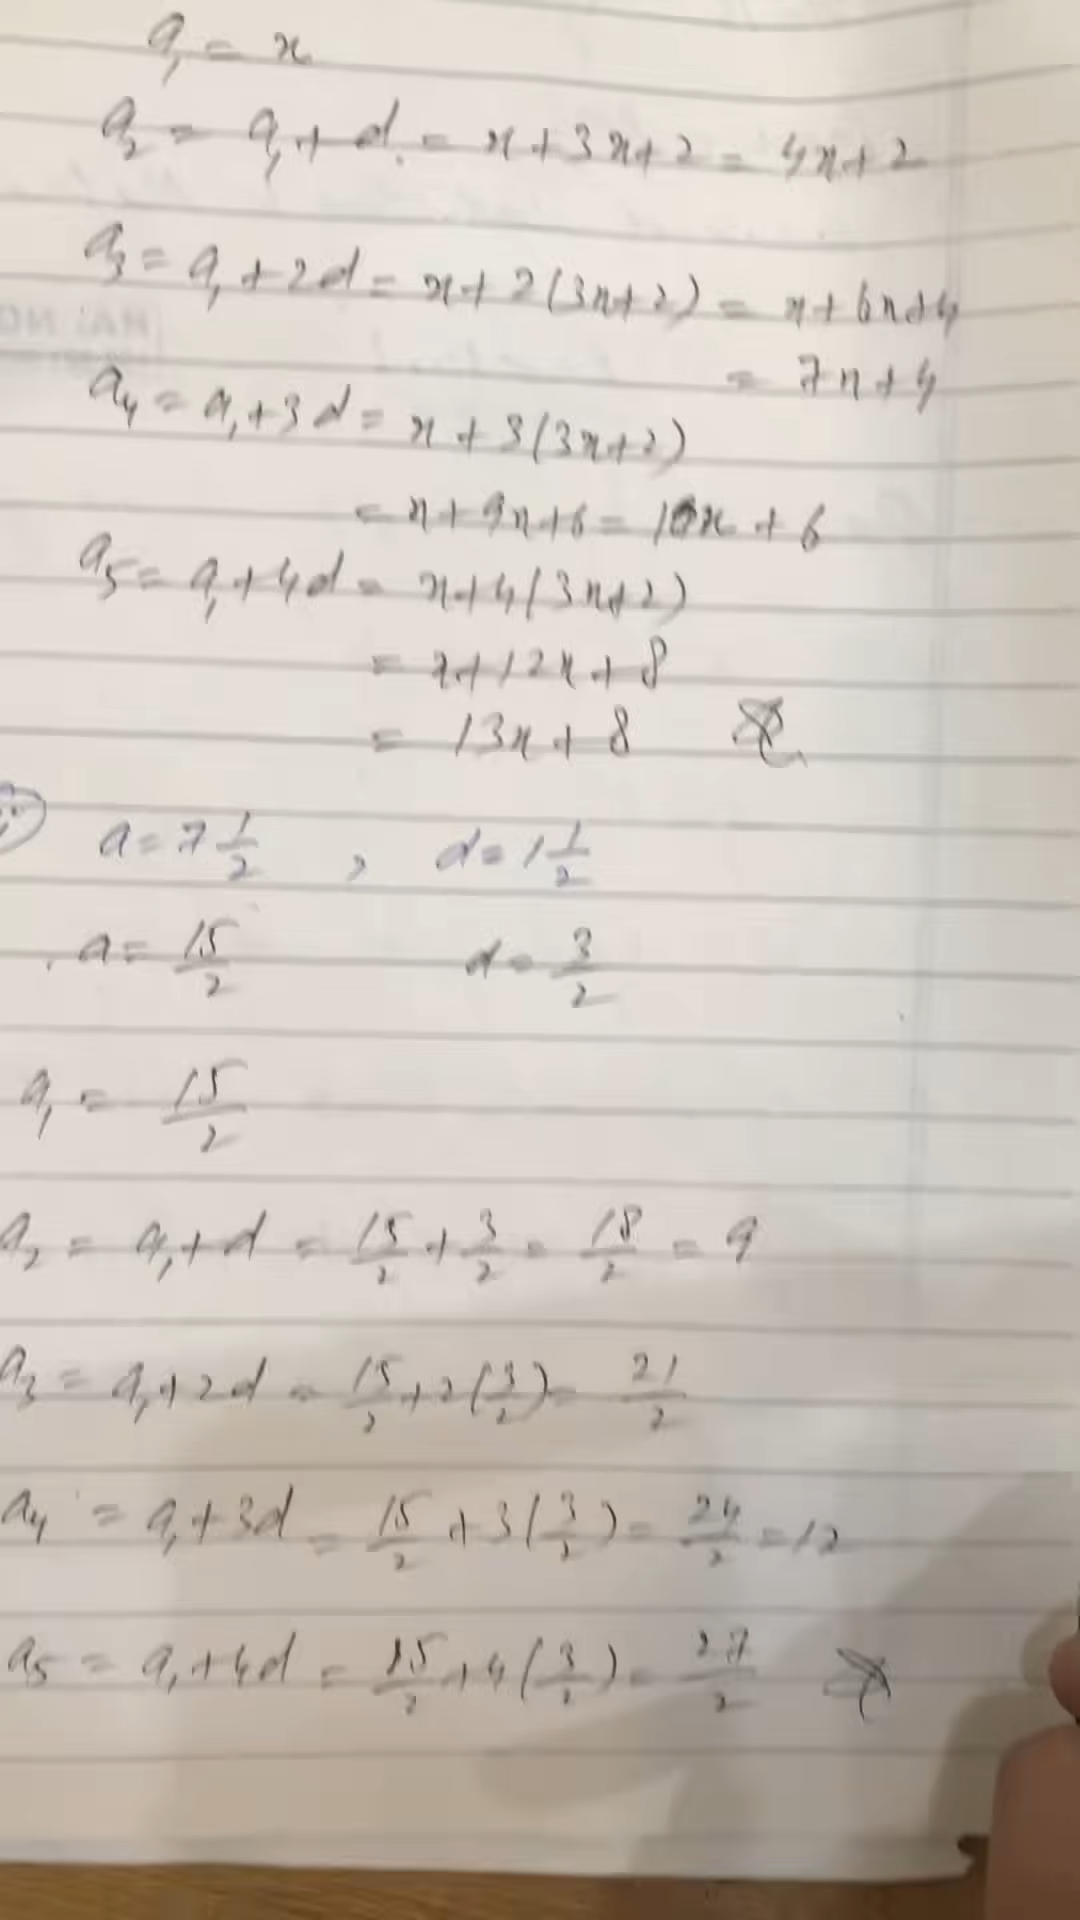 a₁ = x
a₂ = a₁ + d = x + 3x + 2 = 4x + 2
a₃ = a₁ + 2d = x + 2(3x + 2) = x + 6x + 4
= 7x + 4
a₄ = a₁ + 3d = x + 3(3x + 2)
= x + 9x + 6 = 10x + 6
a₅ = a₁ + 4d = x + 4(3x + 2)
= x + 12x + 8
= 13x + 8
a = 7 1/2 , d = 1 1/2
a = 15/2 d = 3/2
a₁ = 15/2
a₂ = a₁ + d = 15/2 + 3/2 = 18/2 = 9
a₃ = a₁ + 2d = 15/2 + 2(3/2) = 21/2
a₄ = a₁ + 3d = 15/2 + 3(3/2) = 24/2 = 12
a₅ = a₁ + 4d = 15/2 + 4(3/2) = 27/2